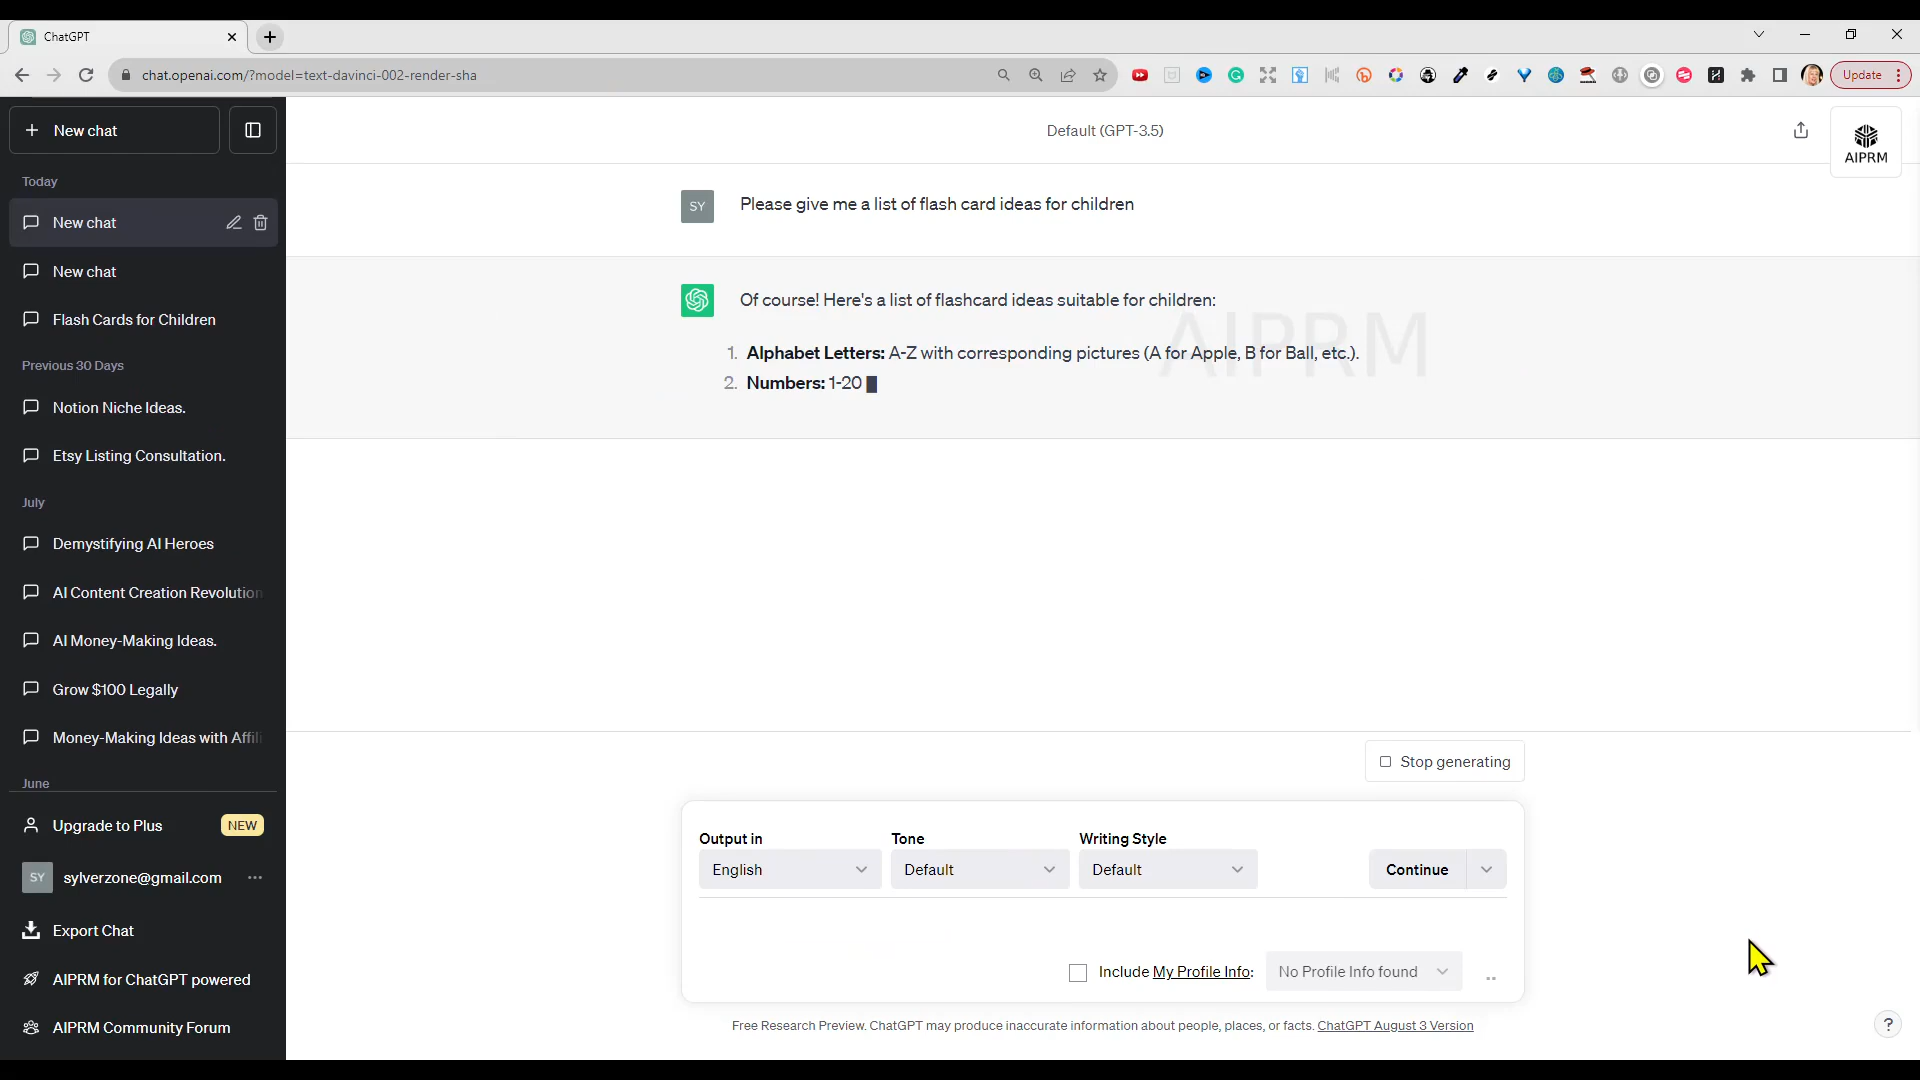 ChatGPT
chat.openai.com/?model=text-davinci-002-render-sha
Update
New chat
Today
New chat
New chat
Flash Cards for Children
Previous 30 Days
Notion Niche Ideas.
Etsy Listing Consultation.
July
Demystifying AI Heroes
AI Content Creation Revolution
AI Money-Making Ideas.
Grow $100 Legally
Money-Making Ideas with Affili
June
Upgrade to Plus
NEW
SY
sylverzone@gmail.com
Export Chat
AIPRM for ChatGPT powered
AIPRM Community Forum
Default (GPT-3.5)
AIPRM
SY
Please give me a list of flash card ideas for children
Of course! Here's a list of flashcard ideas suitable for children:
AIPRM
1. Alphabet Letters: A-Z with corresponding pictures (A for Apple, B for Ball, etc.).
2. Numbers: 1-20
Stop generating
Output in
Tone
Writing Style
English
Default
Default
Continue
Include My Profile Info:
No Profile Info found
Free Research Preview. ChatGPT may produce inaccurate information about people, places, or facts. ChatGPT August 3 Version
?